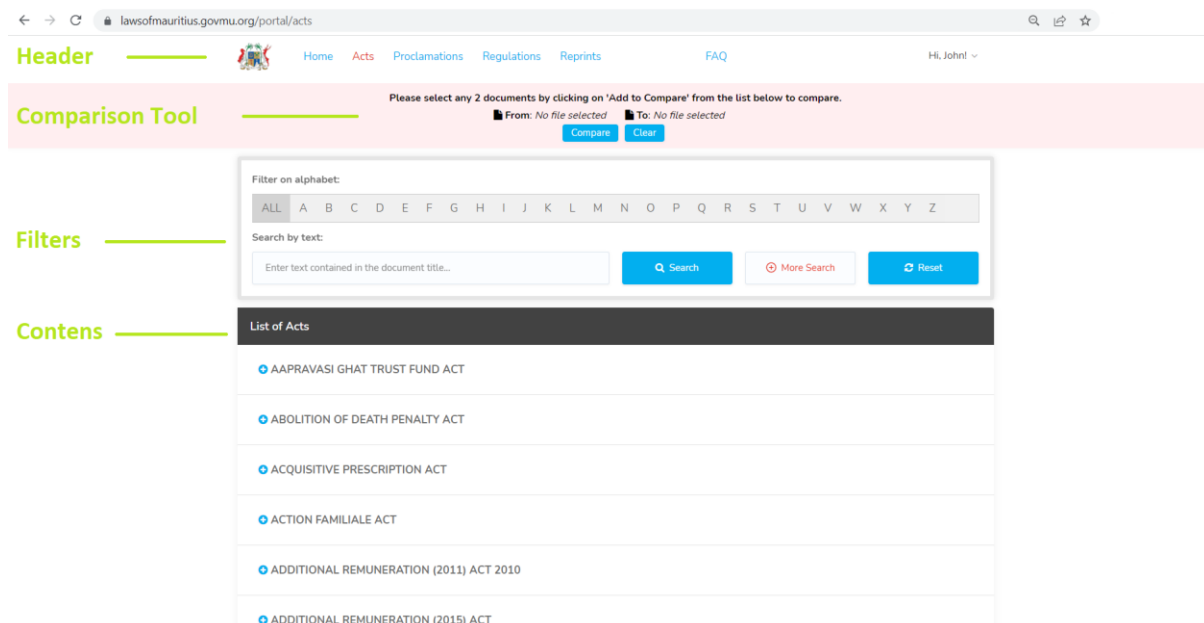 lawsofmauritius.govmu.org/portal/acts
Header
Home Acts Proclamations Regulations Reprints FAQ Hi, John!
Comparison Tool
Please select any 2 documents by clicking on 'Add to Compare' from the list below to compare.
From: No file selected To: No file selected
Compare Clear
Filter on alphabet:
ALL A B C D E F G H I J K L M N O P Q R S T U V W X Y Z
Filters
Search by text:
Enter text contained in the document title... Search More Search Reset
Contens
List of Acts
AAPRAVASI GHAT TRUST FUND ACT
ABOLITION OF DEATH PENALTY ACT
ACQUISITIVE PRESCRIPTION ACT
ACTION FAMILIALE ACT
ADDITIONAL REMUNERATION (2011) ACT 2010
ADDITIONAL REMUNERATION (2015) ACT